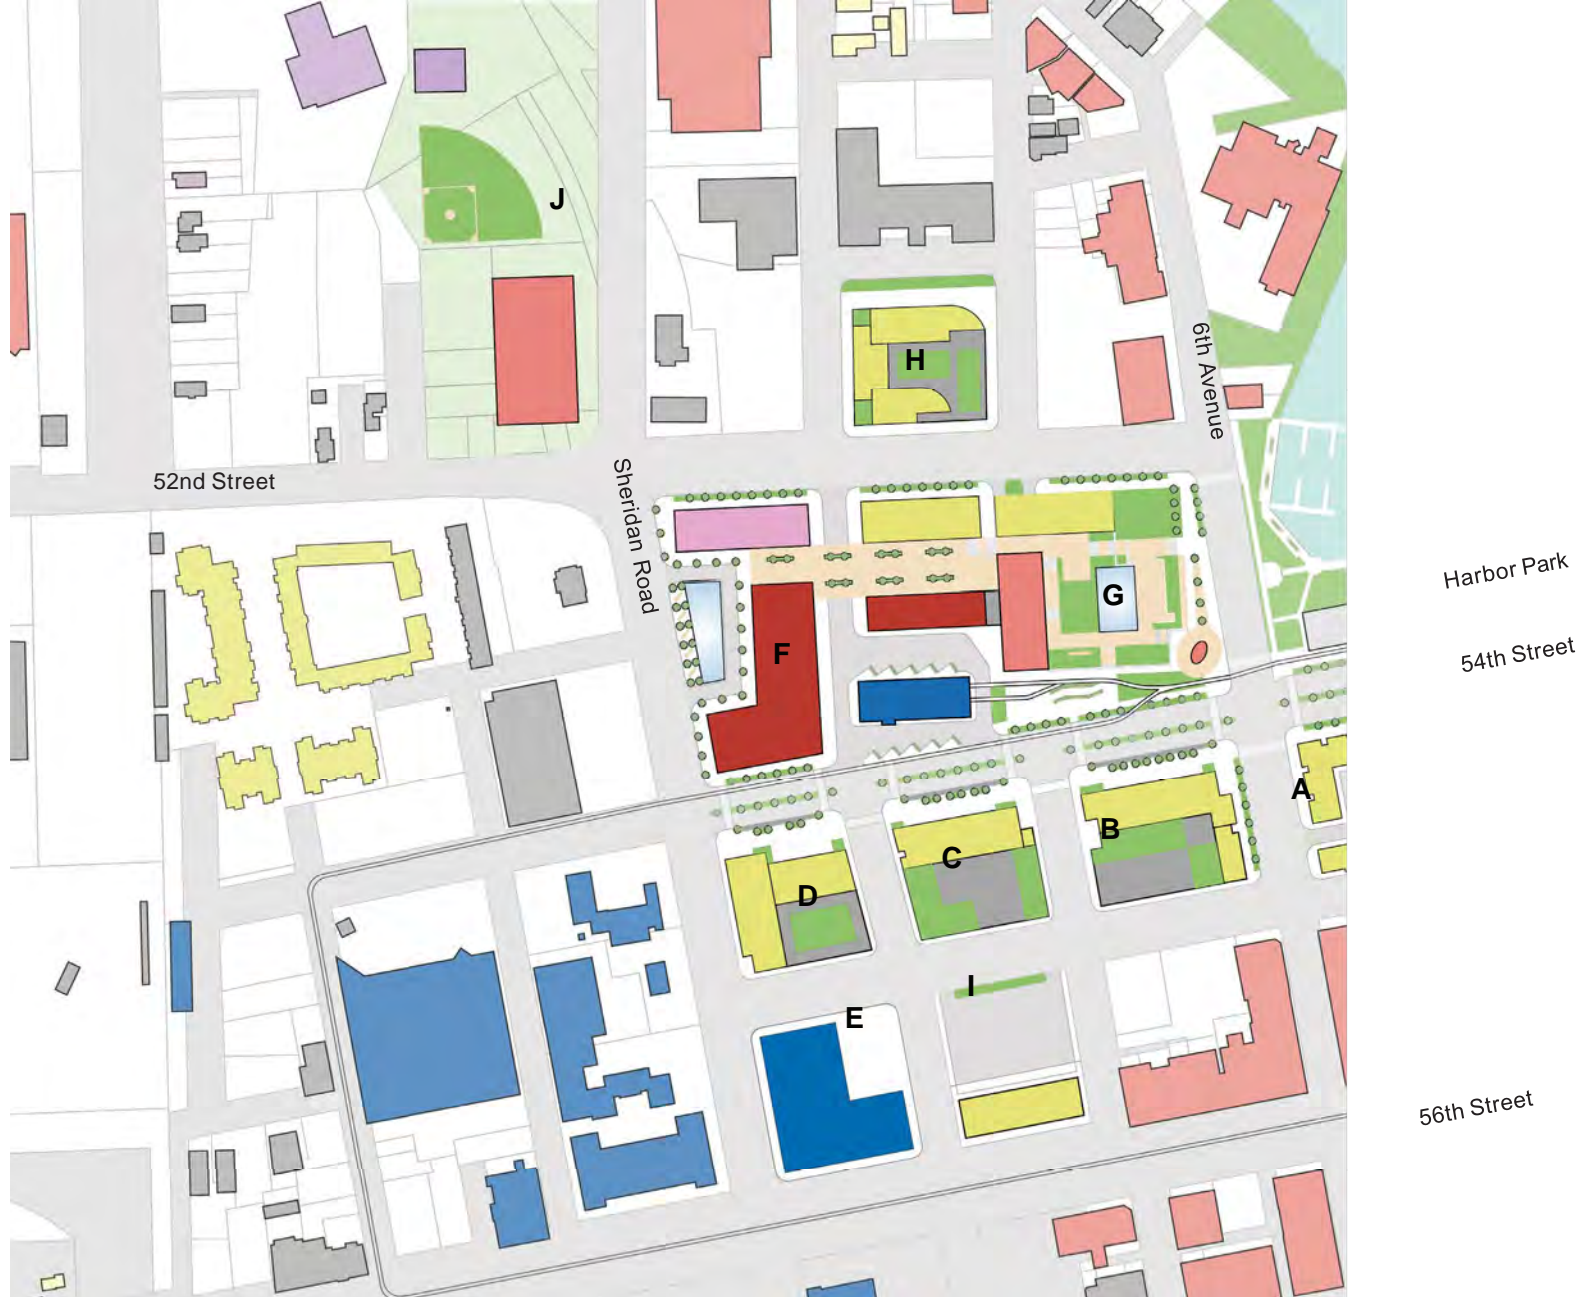 J
6th Avenue
H
Sheridan Road
52nd Street
Harbor Park
G
F
54th Street
A
B
C
D
I
E
56th Street